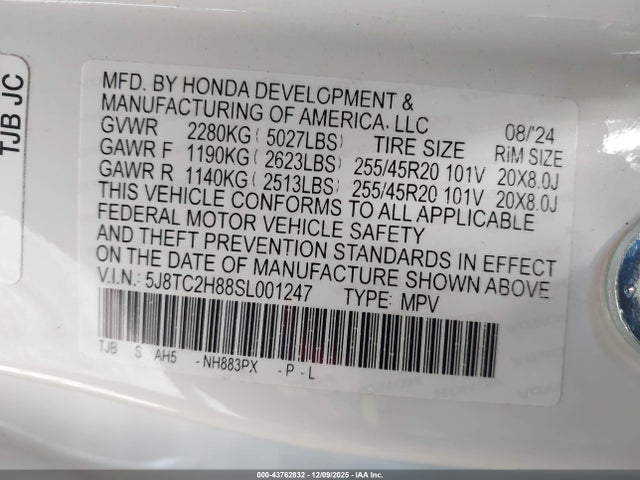 TJB JC
MFD. BY HONDA DEVELOPMENT &
MANUFACTURING OF AMERICA, LLC 08/'24
GVWR 2280KG ( 5027LBS) TIRE SIZE RIM SIZE
GAWR F 1190KG ( 2623LBS) 255/45R20 101V 20X8.0J
GAWR R 1140KG ( 2513LBS) 255/45R20 101V 20X8.0J
THIS VEHICLE CONFORMS TO ALL APPLICABLE
FEDERAL MOTOR VEHICLE SAFETY
AND THEFT PREVENTION STANDARDS IN EFFECT
ON THE DATE OF MANUFACTURE SHOWN ABOVE
V.I.N.: 5J8TC2H88SL001247 TYPE: MPV
TJB S AH5 - NH883PX - P - L
000-43762832 - 12/09/2025 - IAA Inc.